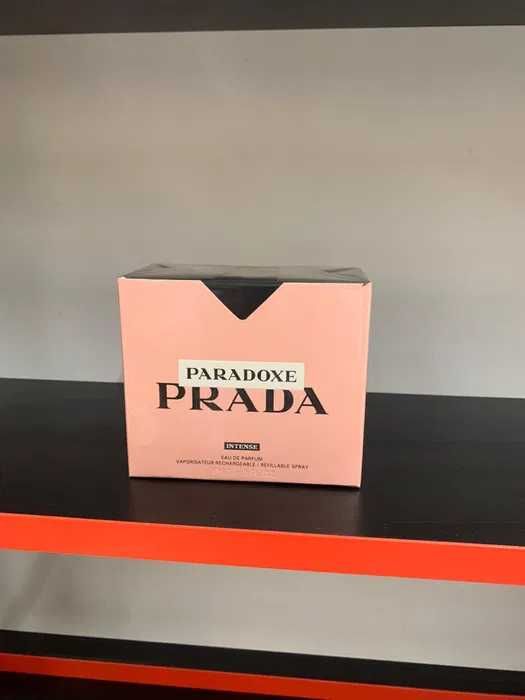 PARADOXE
PRADA
INTENSE
EAU DE PARFUM
VAPORISATEUR RECHARGEABLE / REFILLABLE SPRAY